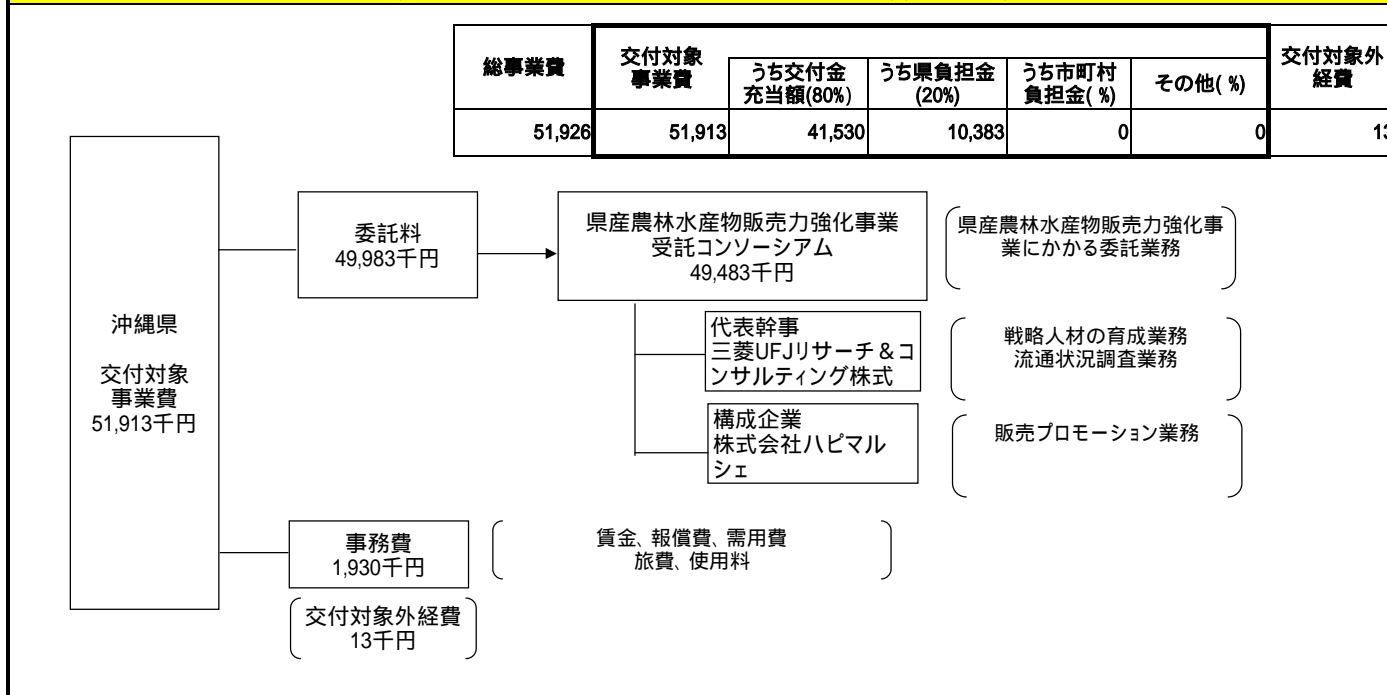 総事業費
交付対象
事業費
うち交付金
充当額(80%)
うち県負担金
(20%)
うち市町村
負担金( %)
その他( %)
交付対象外
経費
51,926
51,913
41,530
10,383
0
0
13
沖縄県
交付対象
事業費
51,913千円
委託料
49,983千円
県産農林水産物販売力強化事業
受託コンソーシアム
49,483千円
県産農林水産物販売力強化事
業にかかる委託業務
代表幹事
三菱UFJリサーチ&コ
ンサルティング株式
戦略人材の育成業務
流通状況調査業務
構成企業
株式会社ハピマル
シェ
販売プロモーション業務
事務費
1,930千円
賃金、報償費、需用費
旅費、使用料
交付対象外経費
13千円